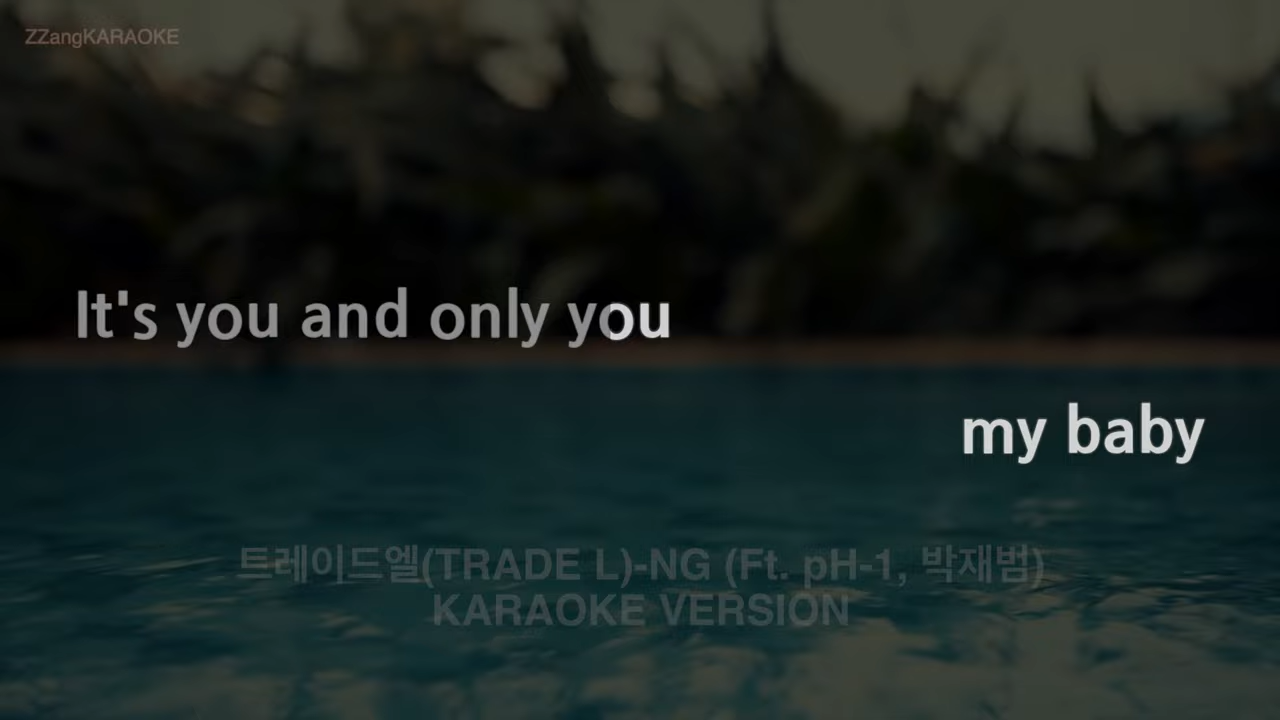 ZZangKARAOKE
It's you and only you
my baby
트레이드엘(TRADE L)-NG (Ft. pH-1, 박재범)
KARAOKE VERSION